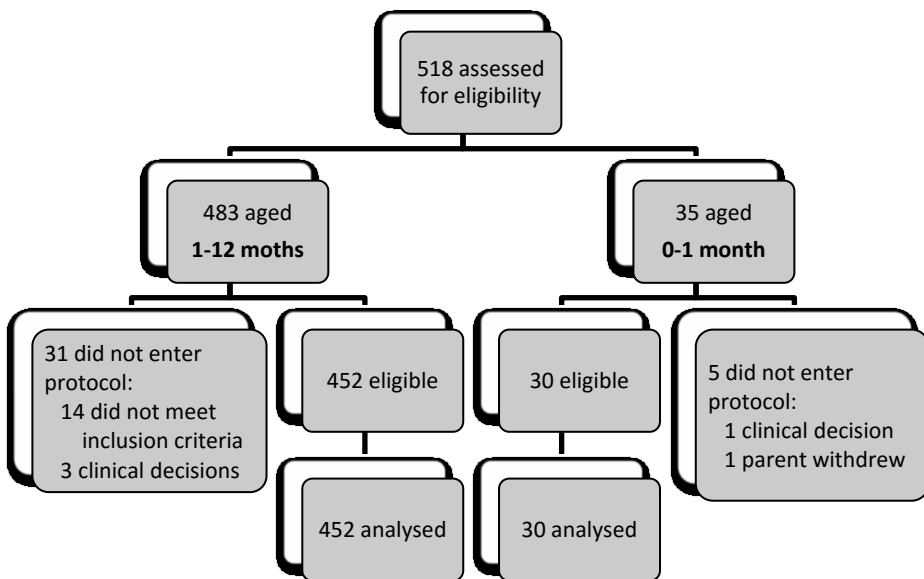 518 assessed
for eligibility
483 aged
1-12 moths
35 aged
0-1 month
31 did not enter
protocol:
14 did not meet
inclusion criteria
3 clinical decisions
452 eligible
30 eligible
5 did not enter
protocol:
1 clinical decision
1 parent withdrew
452 analysed
30 analysed